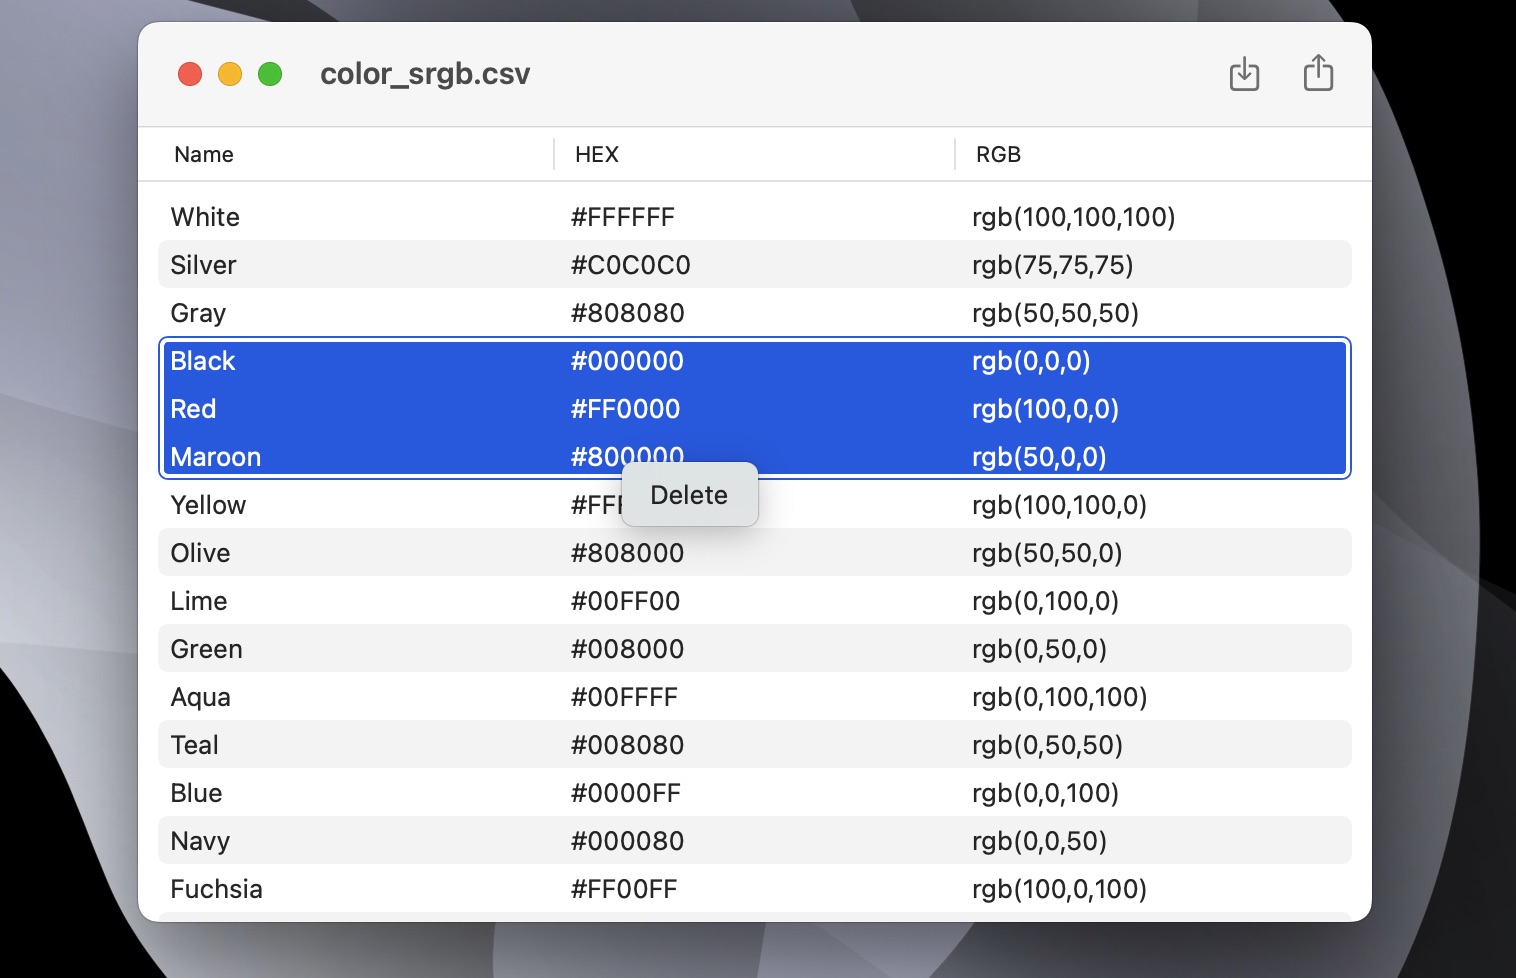 color_srgb.csv
Name HEX RGB
White #FFFFFF rgb(100,100,100)
Silver #C0C0C0 rgb(75,75,75)
Gray #808080 rgb(50,50,50)
Black #000000 rgb(0,0,0)
Red #FF0000 rgb(100,0,0)
Maroon #800000 rgb(50,0,0)
Delete
Yellow rgb(100,100,0)
Olive #808000 rgb(50,50,0)
Lime #00FF00 rgb(0,100,0)
Green #008000 rgb(0,50,0)
Aqua #00FFFF rgb(0,100,100)
Teal #008080 rgb(0,50,50)
Blue #0000FF rgb(0,0,100)
Navy #000080 rgb(0,0,50)
Fuchsia #FF00FF rgb(100,0,100)